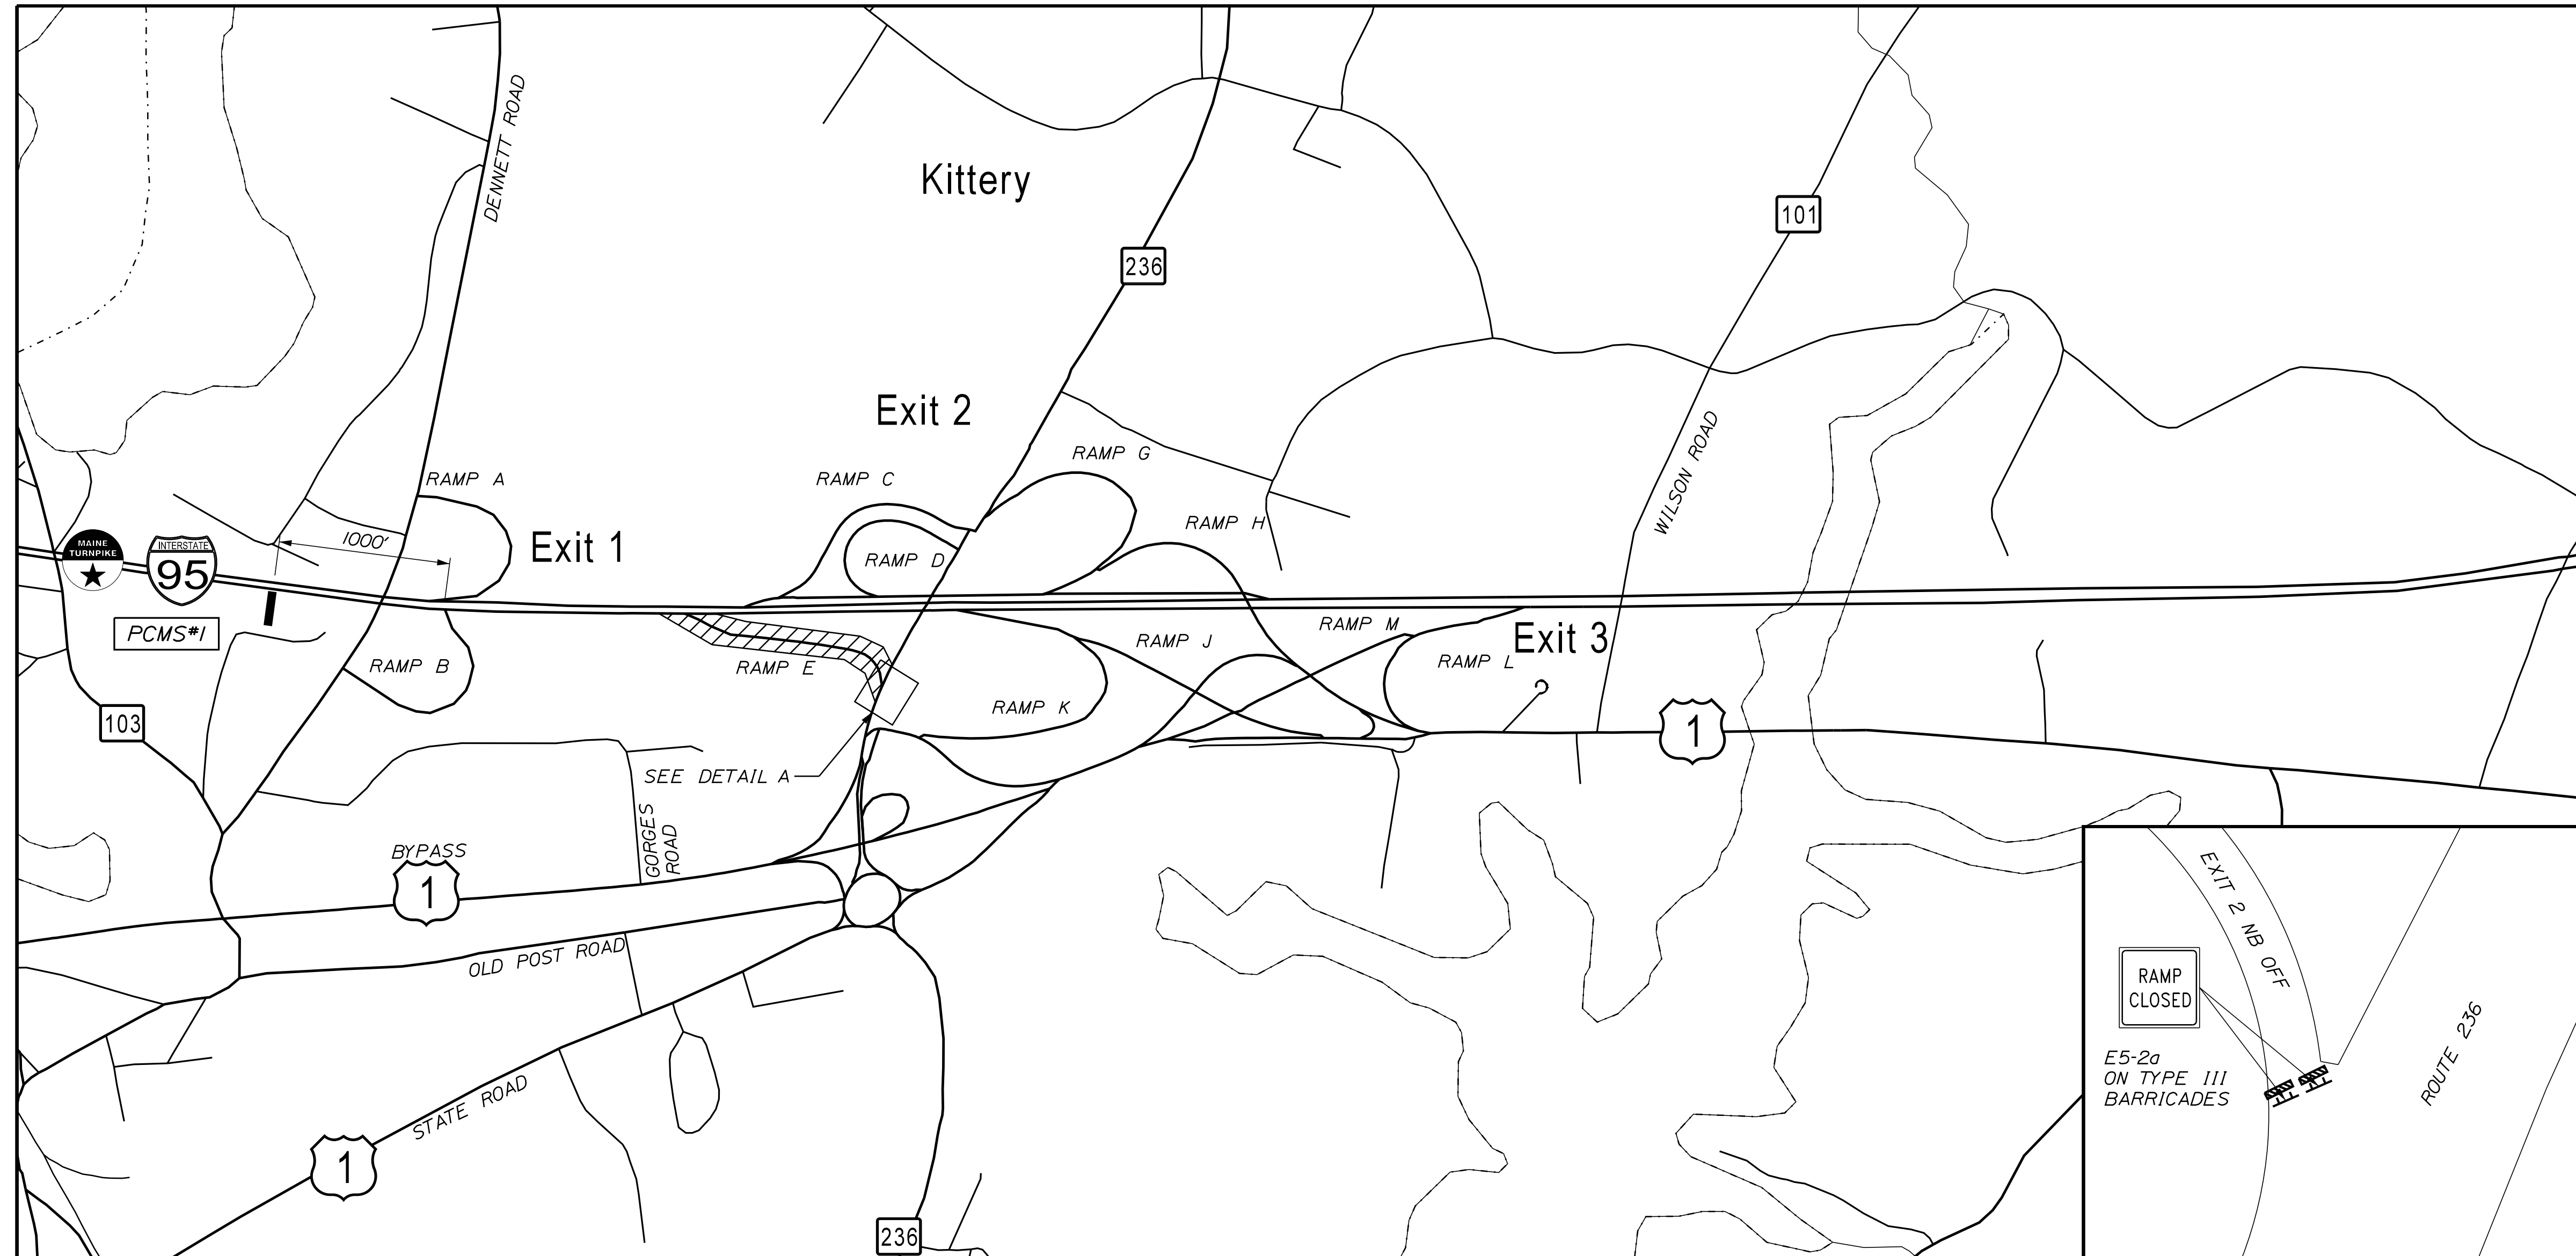 DENNETT ROAD
Kittery
236
101
Exit 2
RAMP G
RAMP C
RAMP A
WILSON ROAD
RAMP H
Exit 1
1000'
MAINE
TURNPIKE
INTERSTATE
95
RAMP D
PCMS#1
RAMP M
Exit 3
RAMP J
RAMP L
RAMP E
RAMP B
RAMP K
103
1
SEE DETAIL A
GORGES
ROAD
BYPASS
1
OLD POST ROAD
EXIT 2 NB OFF
RAMP
CLOSED
E5-2a
ON TYPE III
BARRICADES
ROUTE 236
STATE ROAD
1
236